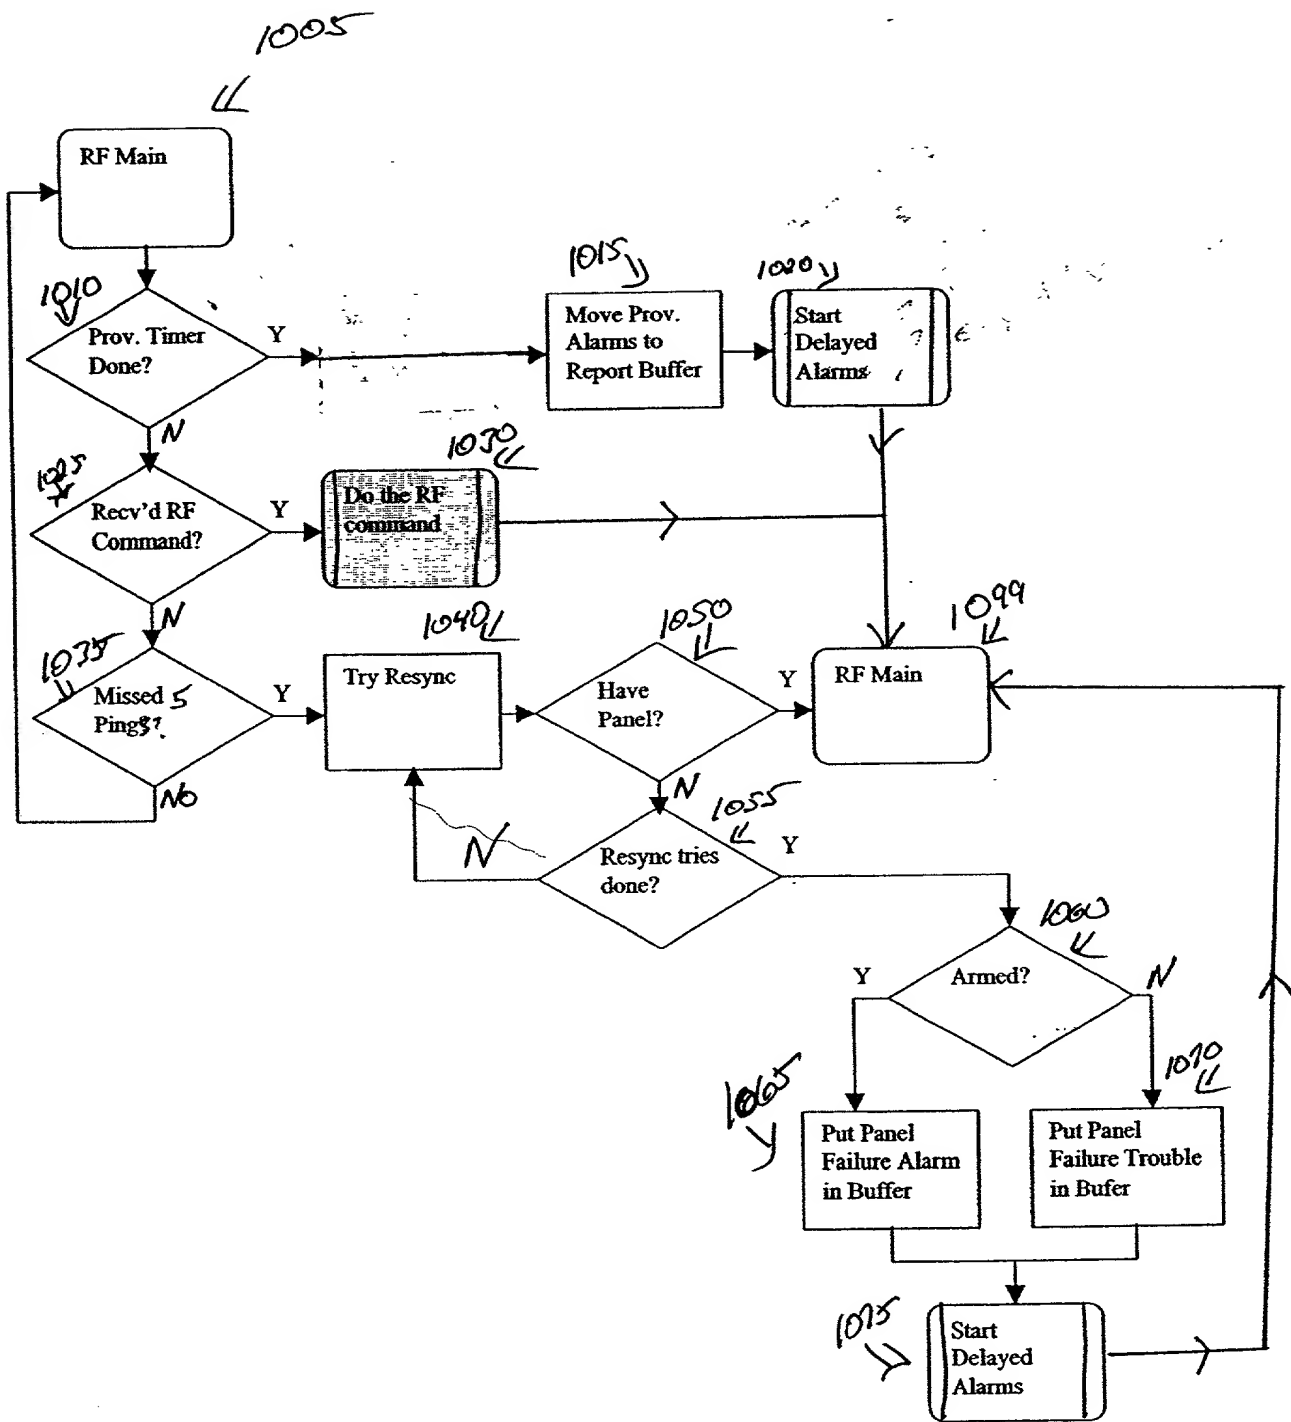 1005
RF Main
1010
Prov. Timer
Done?
Y
N
1015
Move Prov.
Alarms to
Report Buffer
1020
Start
Delayed
Alarms
1025
Recv'd RF
Command?
Y
N
1030
Do the RF
command
1035
Missed 5
Pings?
Y
NO
1040
Try Resync
1050
Have
Panel?
Y
N
1099
RF Main
1055
Resync tries
done?
N
Y
1060
Armed?
Y
N
1065
Put Panel
Failure Alarm
in Buffer
1070
Put Panel
Failure Trouble
in Bufer
1075
Start
Delayed
Alarms